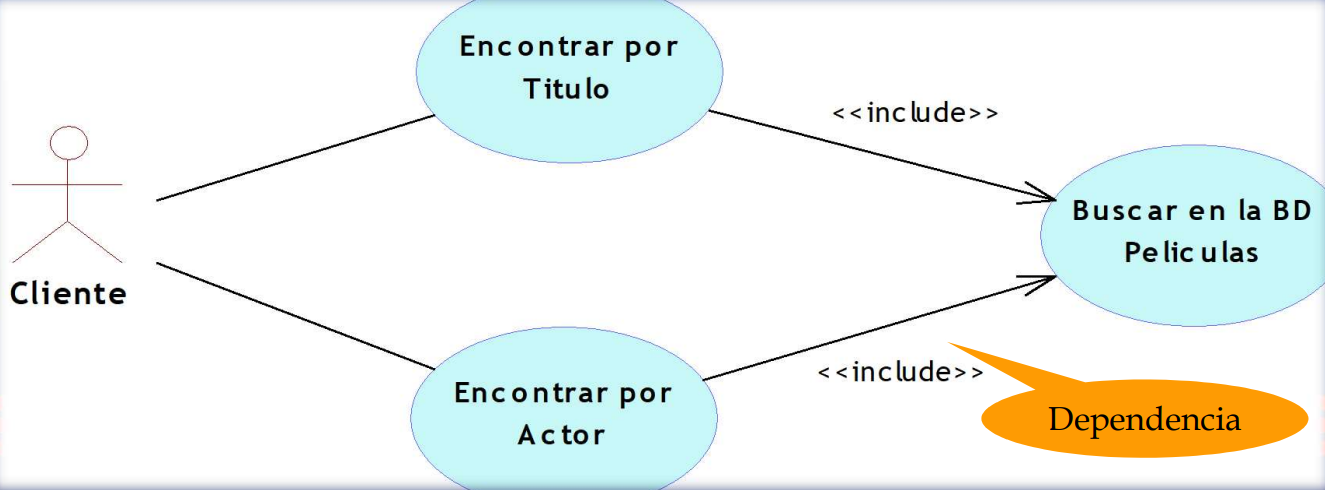 Encontrar por
Titulo
<<include>>
Buscar en la BD
Peliculas
Cliente
<<include>>
Encontrar por
Actor
Dependencia